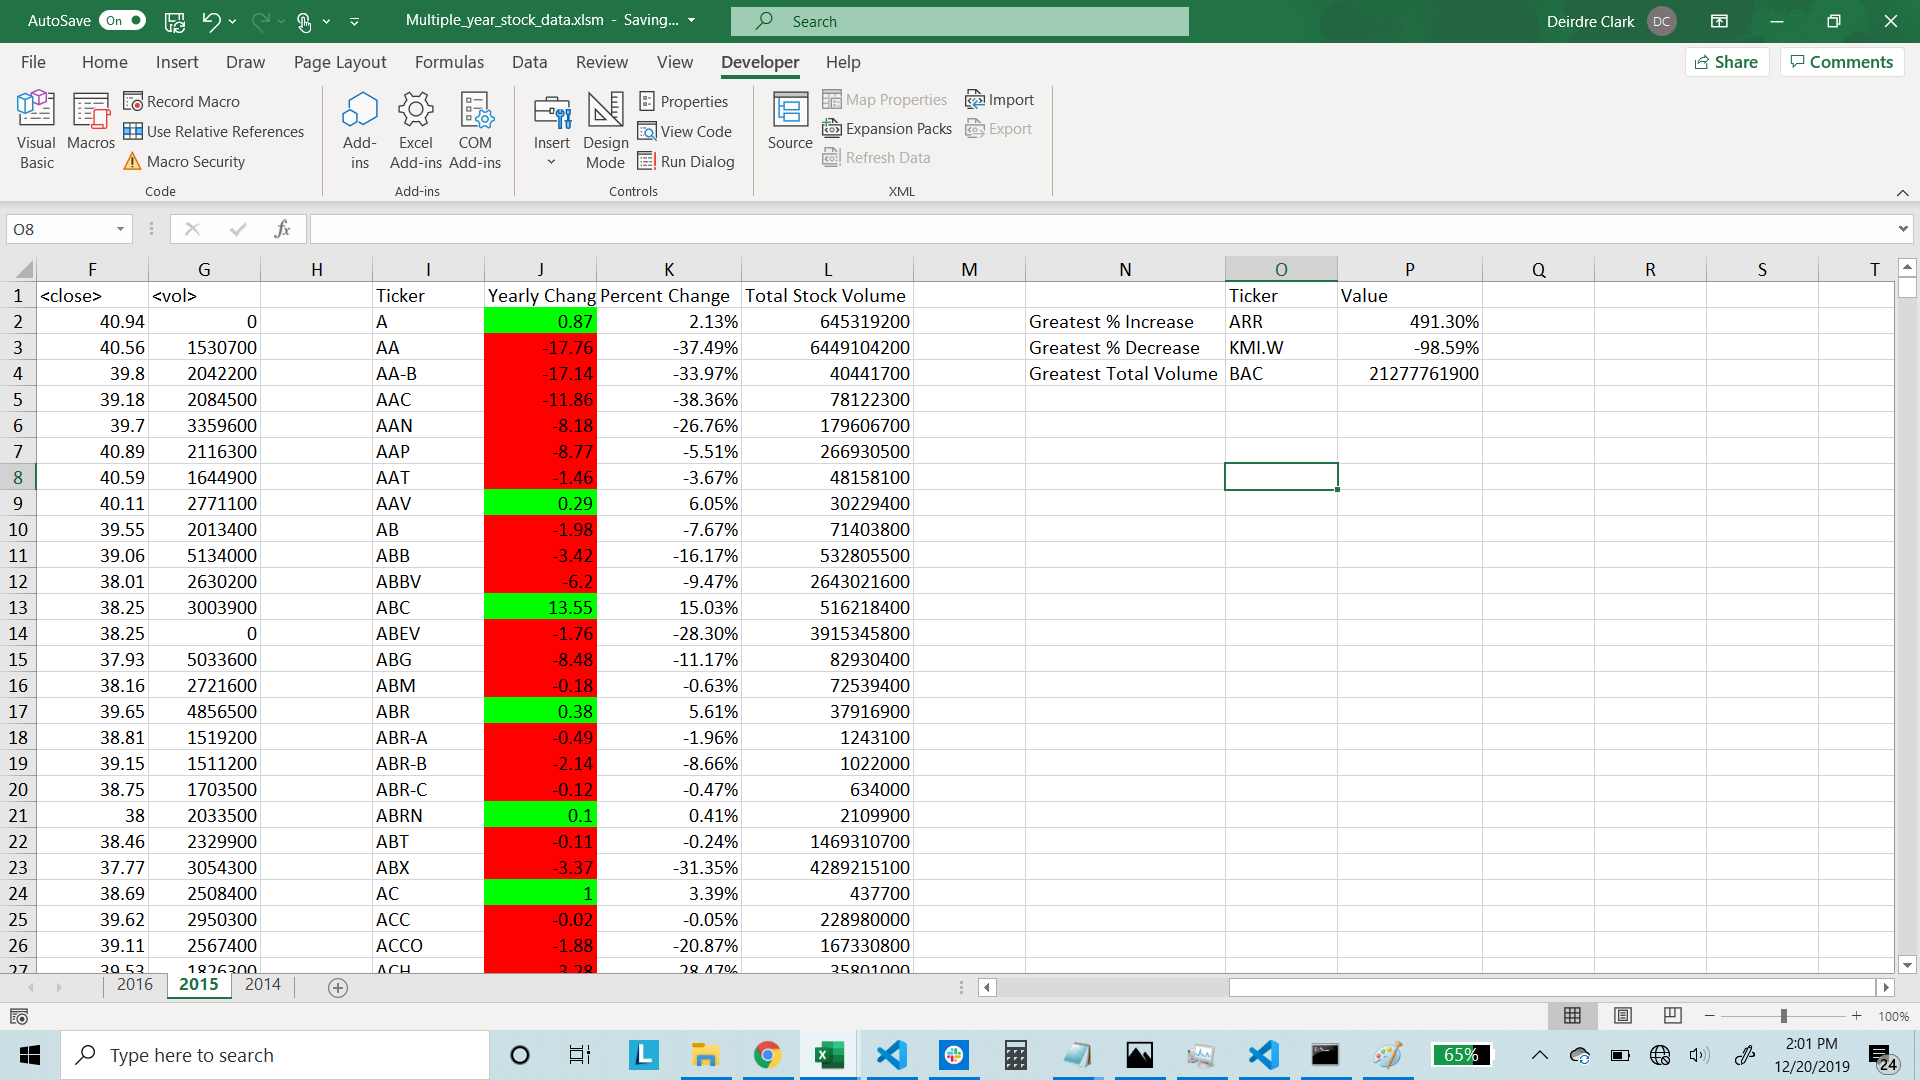 AutoSave On Multiple_year_stock_data.xlsm - Saving... Search Deirdre Clark DC
File Home Insert Draw Page Layout Formulas Data Review View Developer Help Share Comments
Visual Basic
Macros
Record Macro
Use Relative References
Macro Security
Code
Add-ins
Excel Add-ins
COM Add-ins
Add-ins
Insert
Design Mode
Properties
View Code
Run Dialog
Controls
Source
Map Properties
Expansion Packs
Refresh Data
Import
Export
XML
O8 fx
F G H I J K L M N O P Q R S T
1 <close> <vol> Ticker Yearly Chang Percent Change Total Stock Volume Ticker Value
2 40.94 0 A 0.87 2.13% 645319200 Greatest % Increase ARR 491.30%
3 40.56 1530700 AA -17.76 -37.49% 6449104200 Greatest % Decrease KMI.W -98.59%
4 39.8 2042200 AA-B -17.14 -33.97% 40441700 Greatest Total Volume BAC 21277761900
5 39.18 2084500 AAC -11.86 -38.36% 78122300
6 39.7 3359600 AAN -8.18 -26.76% 179606700
7 40.89 2116300 AAP -8.77 -5.51% 266930500
8 40.59 1644900 AAT -1.46 -3.67% 48158100
9 40.11 2771100 AAV 0.29 6.05% 30229400
10 39.55 2013400 AB -1.98 -7.67% 71403800
11 39.06 5134000 ABB -3.42 -16.17% 532805500
12 38.01 2630200 ABBV -6.2 -9.47% 2643021600
13 38.25 3003900 ABC 13.55 15.03% 516218400
14 38.25 0 ABEV -1.76 -28.30% 3915345800
15 37.93 5033600 ABG -8.48 -11.17% 82930400
16 38.16 2721600 ABM -0.18 -0.63% 72539400
17 39.65 4856500 ABR 0.38 5.61% 37916900
18 38.81 1519200 ABR-A -0.49 -1.96% 1243100
19 39.15 1511200 ABR-B -2.14 -8.66% 1022000
20 38.75 1703500 ABR-C -0.12 -0.47% 634000
21 38 2033500 ABRN 0.1 0.41% 2109900
22 38.46 2329900 ABT -0.11 -0.24% 1469310700
23 37.77 3054300 ABX -3.37 -31.35% 4289215100
24 38.69 2508400 AC 1 3.39% 437700
25 39.62 2950300 ACC -0.02 -0.05% 228980000
26 39.11 2567400 ACCO -1.88 -20.87% 167330800
27 39.53 1826300 ACH 3.28 28.47% 35801000
2016 2015 2014
100%
Type here to search L 65% 2:01 PM
12/20/2019 24